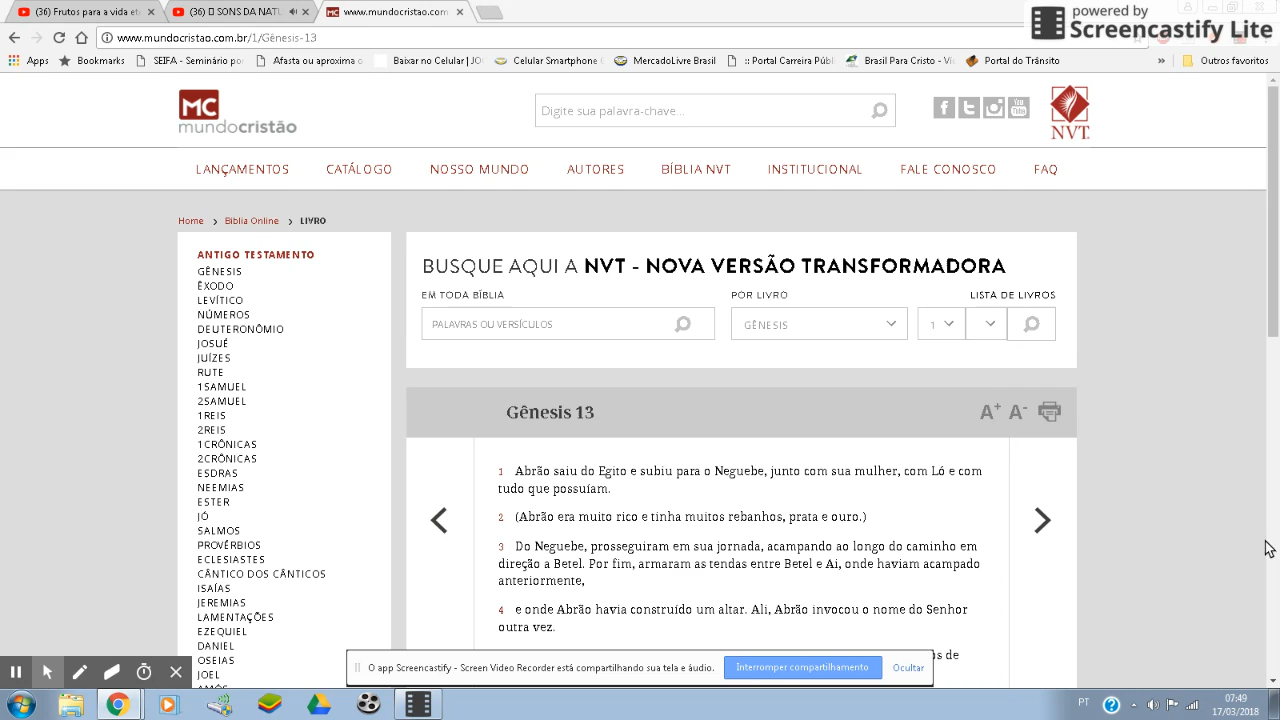 (36) Frutos para a vida et
(36) SONS DA NATU
www.mundocristao.com.
powered by
Screencastify Lite
www.mundocristao.com.br/1/Gênesis-13
Apps
Bookmarks
SEIFA - Seminário po
Afasta ou aproxima o
Baixar no Celular |
Celular Smartphone
MercadoLivre Brasil
:: Portal Carreira Públic
Brasil Para Cristo - Vi
Portal do Trânsito
»
Outros favoritos
MC
mundocristão
Digite sua palavra-chave...
You
Tube
NVT
LANÇAMENTOS
CATÁLOGO
NOSSO MUNDO
AUTORES
BÍBLIA NVT
INSTITUCIONAL
FALE CONOSCO
FAQ
Home > Bíblia Online > LIVRO
ANTIGO TESTAMENTO
GÊNESIS
ÊXODO
LEVÍTICO
NÚMEROS
DEUTERONÔMIO
JOSUÉ
JUÍZES
RUTE
1SAMUEL
2SAMUEL
1REIS
2REIS
1CRÔNICAS
2CRÔNICAS
ESDRAS
NEEMIAS
ESTER
JÓ
SALMOS
PROVÉRBIOS
ECLESIASTES
CÂNTICO DOS CÂNTICOS
ISAÍAS
JEREMIAS
LAMENTAÇÕES
EZEQUIEL
DANIEL
OSEIAS
JOEL
AMÓS
BUSQUE AQUI A NVT - NOVA VERSÃO TRANSFORMADORA
EM TODA BÍBLIA
POR LIVRO
LISTA DE LIVROS
PALAVRAS OU VERSÍCULOS
GÊNESIS
1
Gênesis 13
A+ A-
1 Abrão saiu do Egito e subiu para o Neguebe, junto com sua mulher, com Ló e com
tudo que possuíam.
2 (Abrão era muito rico e tinha muitos rebanhos, prata e ouro.)
3 Do Neguebe, prosseguiram em sua jornada, acampando ao longo do caminho em
direção a Betel. Por fim, armaram as tendas entre Betel e Ai, onde haviam acampado
anteriormente,
4 e onde Abrão havia construído um altar. Ali, Abrão invocou o nome do Senhor
outra vez.
s de
O app Screencastify - Screen Video Recorder está compartilhando sua tela e áudio.
Interromper compartilhamento
Ocultar
PT
07:49
17/03/2018